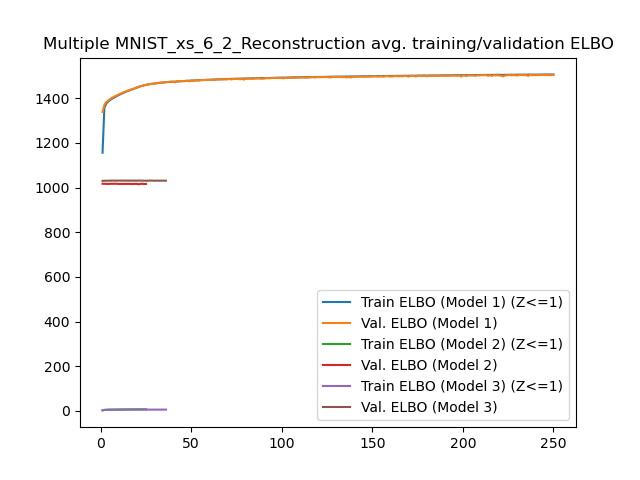 Multiple MNIST_xs_6_2_Reconstruction avg. training/validation ELBO
1400
1200
1000
800
600
400
200
0
Train ELBO (Model 1) (Z<=1)
Val. ELBO (Model 1)
Train ELBO (Model 2) (Z<=1)
Val. ELBO (Model 2)
Train ELBO (Model 3) (Z<=1)
Val. ELBO (Model 3)
0 50 100 150 200 250